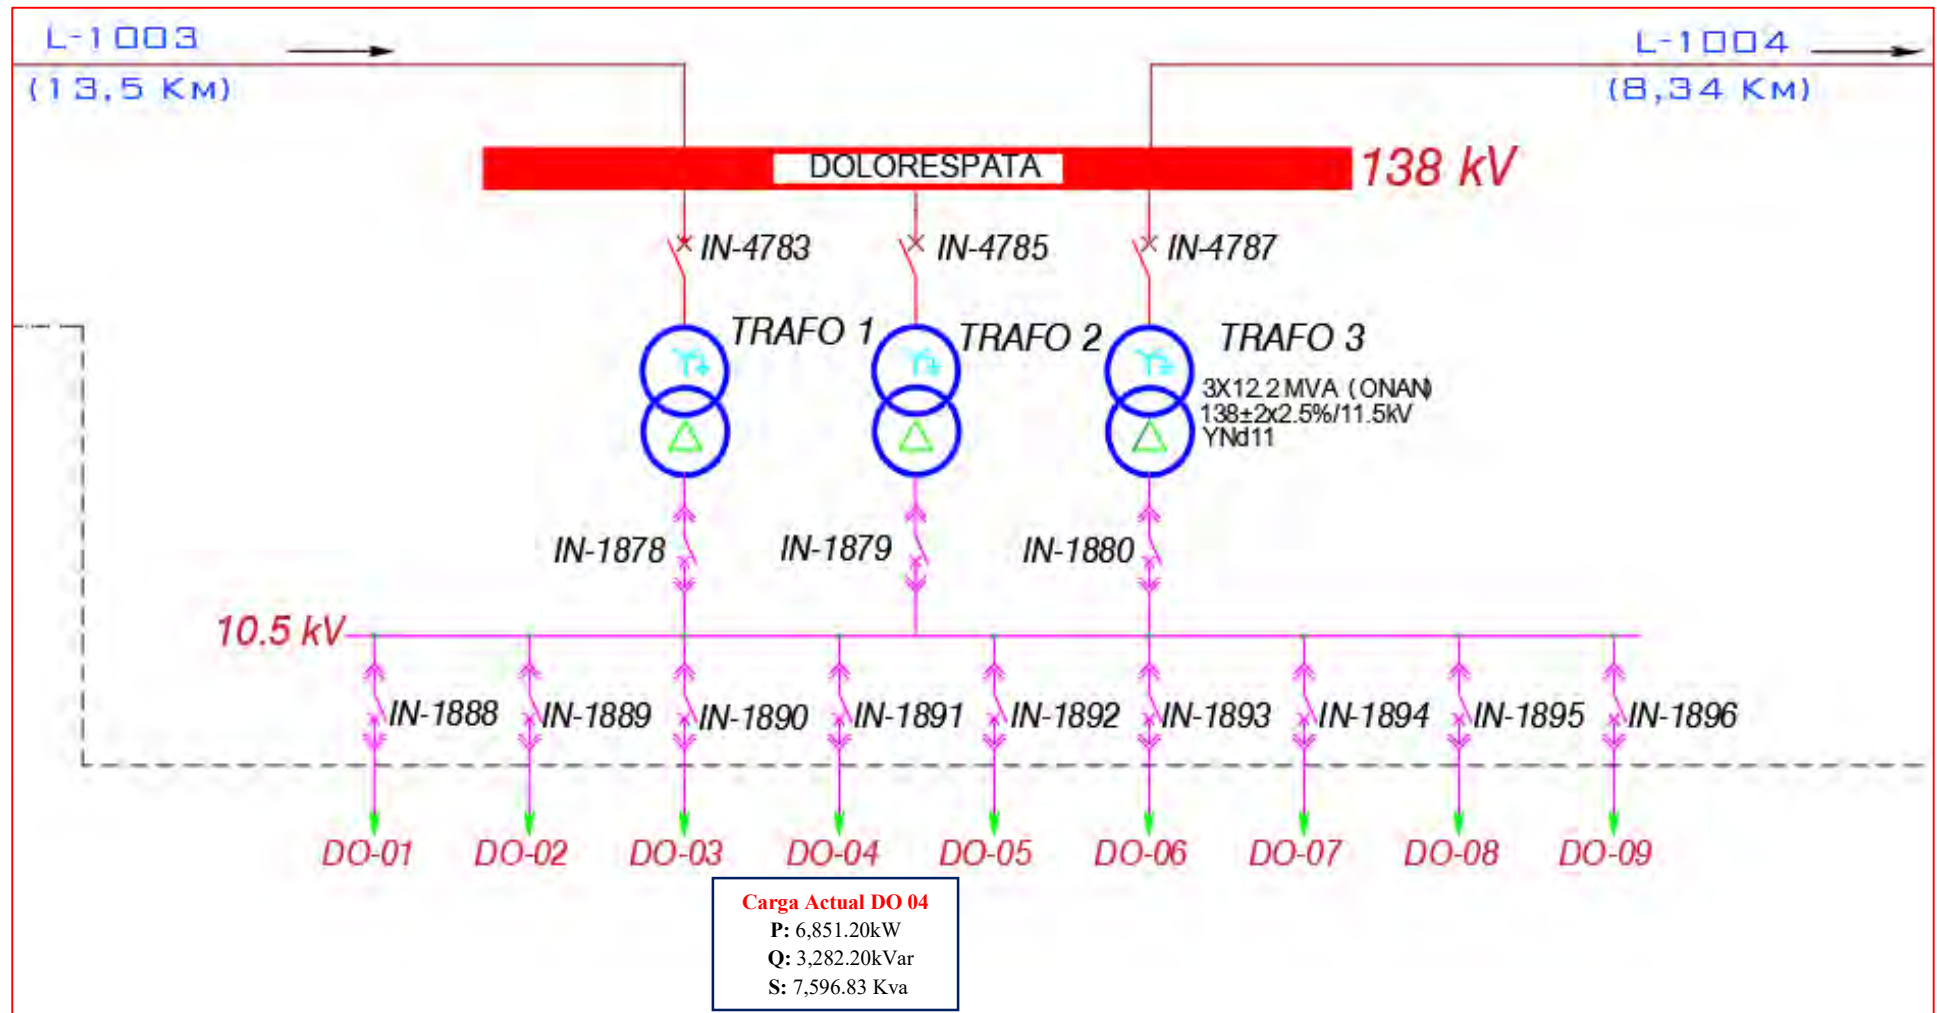 L-1003
(13,5 KM)
L-1004
(8,34 KM)
DOLORESPATA
138 kV
IN-4783
IN-4785
IN-4787
TRAFO 1
TRAFO 2
TRAFO 3
3X12.2 MVA (ONAN)
138±2x2.5%/11.5kV
YNd11
IN-1878
IN-1879
IN-1880
10.5 kV
IN-1888
IN-1889
IN-1890
IN-1891
IN-1892
IN-1893
IN-1894
IN-1895
IN-1896
DO-01
DO-02
DO-03
DO-04
DO-05
DO-06
DO-07
DO-08
DO-09
Carga Actual DO 04
P: 6,851.20kW
Q: 3,282.20kVar
S: 7,596.83 Kva